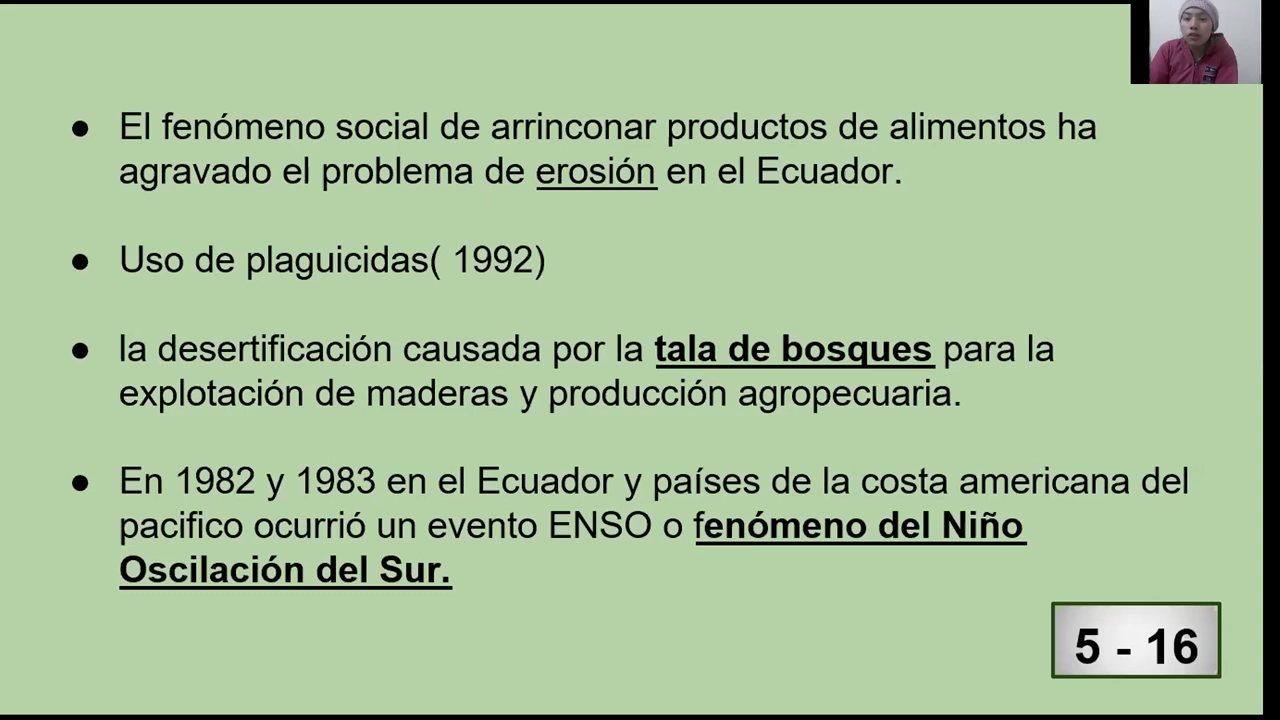 ● El fenómeno social de arrinconar productos de alimentos ha
agravado el problema de erosión en el Ecuador.
● Uso de plaguicidas( 1992)
● la desertificación causada por la tala de bosques para la
explotación de maderas y producción agropecuaria.
● En 1982 y 1983 en el Ecuador y países de la costa americana del
pacifico ocurrió un evento ENSO o fenómeno del Niño
Oscilación del Sur.
5 - 16